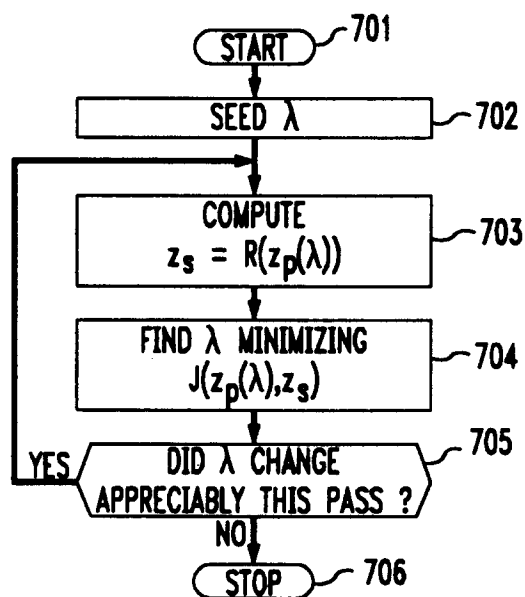 START 701
SEED λ 702
COMPUTE
z_s = R(z_p(λ)) 703
FIND λ MINIMIZING
J(z_p(λ),z_s) 704
YES DID λ CHANGE 705
APPRECIABLY THIS PASS ?
NO
STOP 706